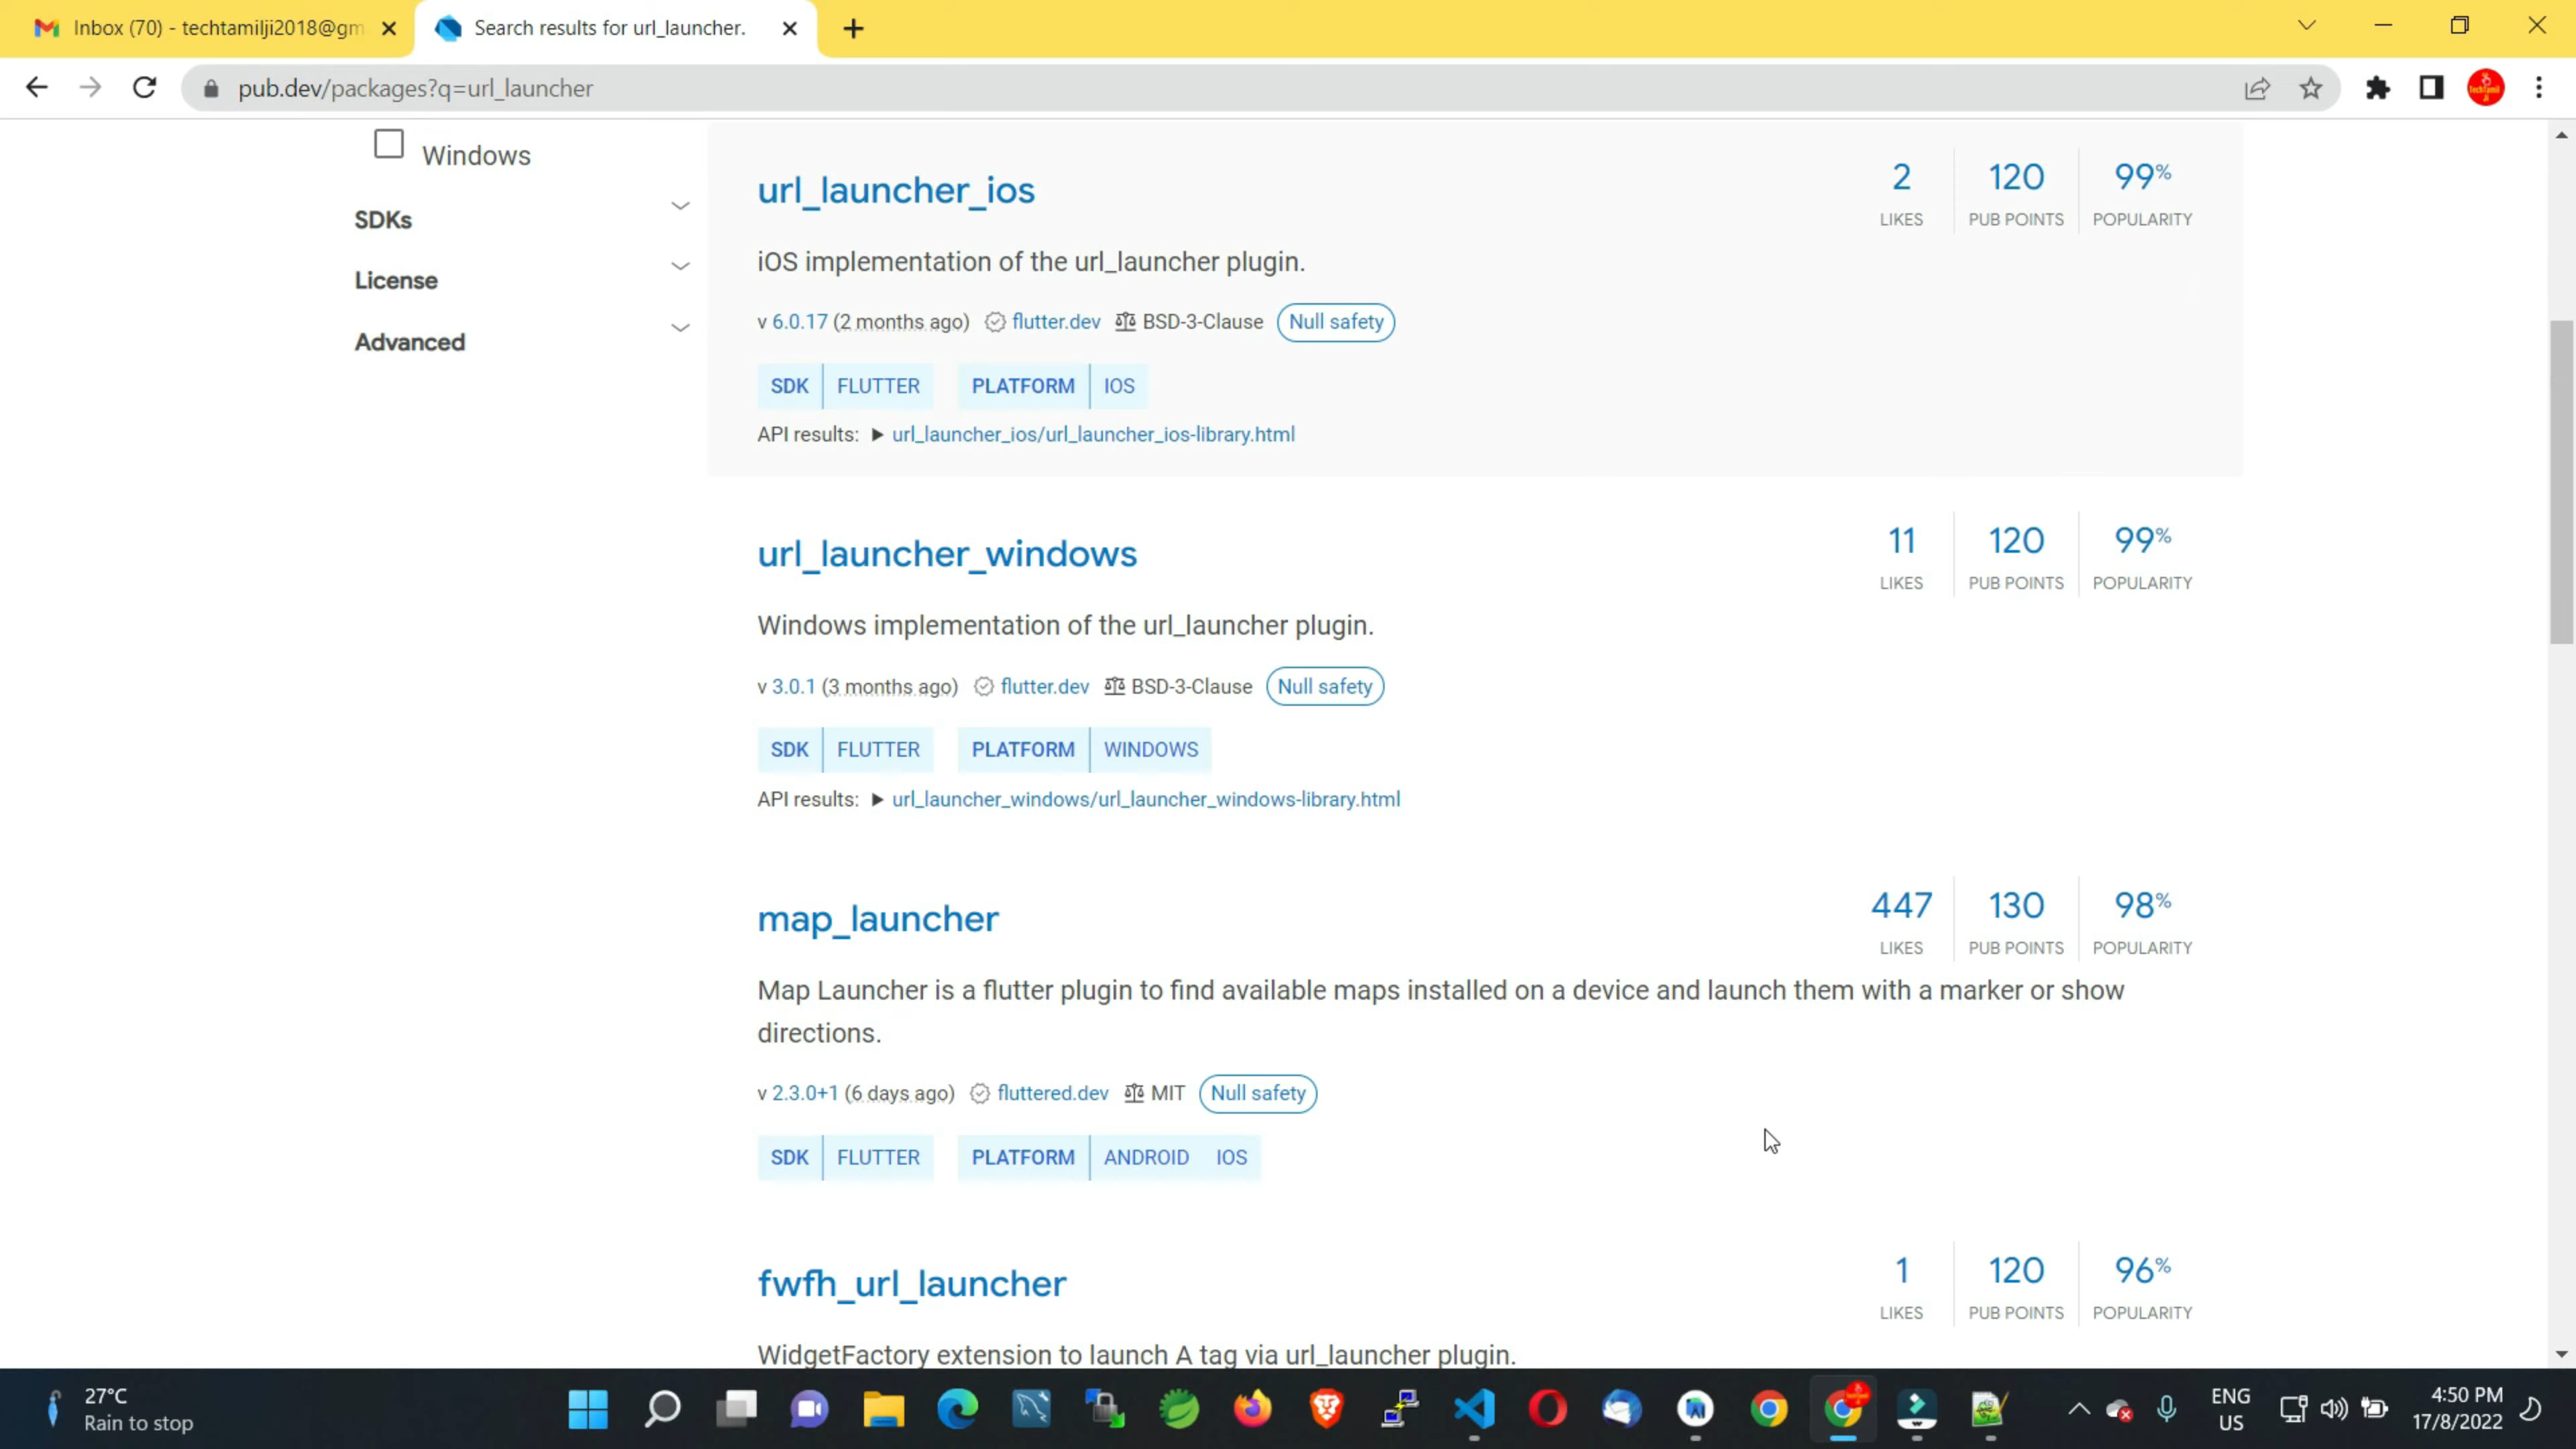 Inbox (70) - techtamilji2018@gm
Search results for url_launcher.
pub.dev/packages?q=url_launcher
Windows
SDKs
License
Advanced
url_launcher_ios
2 LIKES
120 PUB POINTS
99% POPULARITY
iOS implementation of the url_launcher plugin.
v 6.0.17 (2 months ago) flutter.dev BSD-3-Clause Null safety
SDK FLUTTER PLATFORM IOS
API results: ▶ url_launcher_ios/url_launcher_ios-library.html
url_launcher_windows
11 LIKES
120 PUB POINTS
99% POPULARITY
Windows implementation of the url_launcher plugin.
v 3.0.1 (3 months ago) flutter.dev BSD-3-Clause Null safety
SDK FLUTTER PLATFORM WINDOWS
API results: ▶ url_launcher_windows/url_launcher_windows-library.html
map_launcher
447 LIKES
130 PUB POINTS
98% POPULARITY
Map Launcher is a flutter plugin to find available maps installed on a device and launch them with a marker or show
directions.
v 2.3.0+1 (6 days ago) fluttered.dev MIT Null safety
SDK FLUTTER PLATFORM ANDROID IOS
fwfh_url_launcher
1 LIKES
120 PUB POINTS
96% POPULARITY
WidgetFactory extension to launch A tag via url_launcher plugin.
27°C
Rain to stop
ENG
US
4:50 PM
17/8/2022